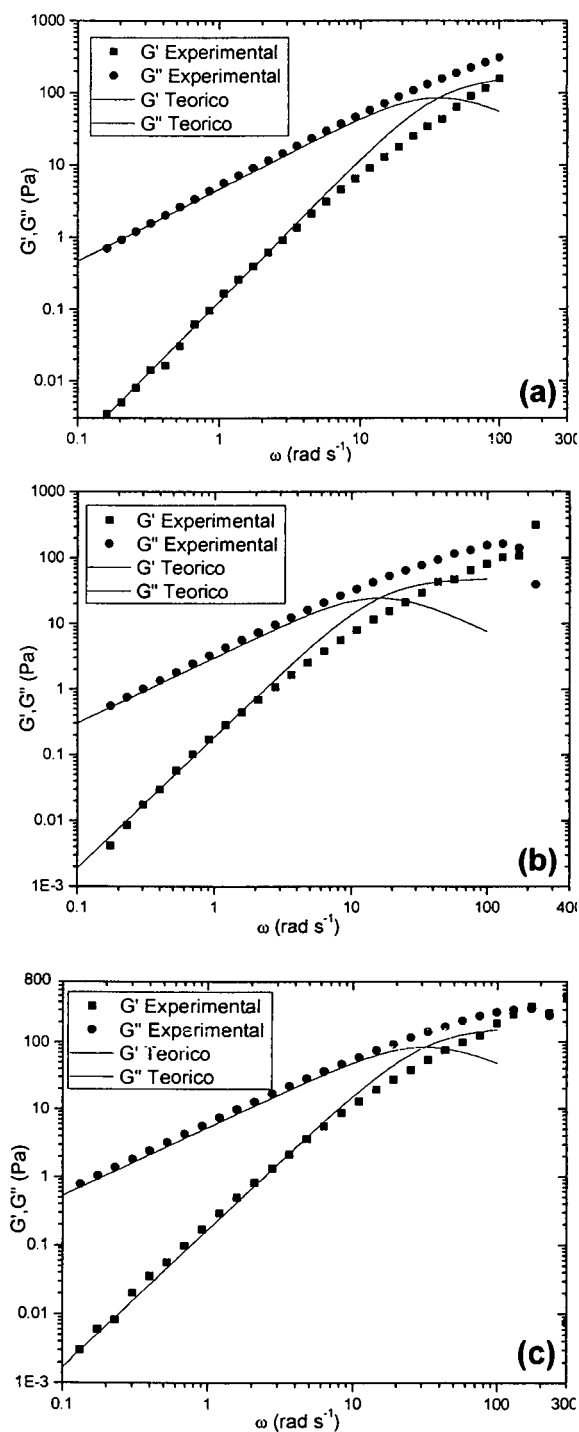 1000
100
10
1
0.1
0.01
G',G'' (Pa)
G' Experimental
G'' Experimental
G' Teorico
G'' Teorico
(a)
0.1
1
10
100
300
ω (rad s⁻¹)
1000
100
10
1
0.1
0.01
1E-3
G',G'' (Pa)
G' Experimental
G'' Experimental
G' Teorico
G'' Teorico
(b)
0.1
1
10
100
400
ω (rad s⁻¹)
800
100
10
1
0.1
0.01
1E-3
G',G'' (Pa)
G' Experimental
G'' Experimental
G' Teorico
G'' Teorico
(c)
0.1
1
10
100
300
ω (rad s⁻¹)